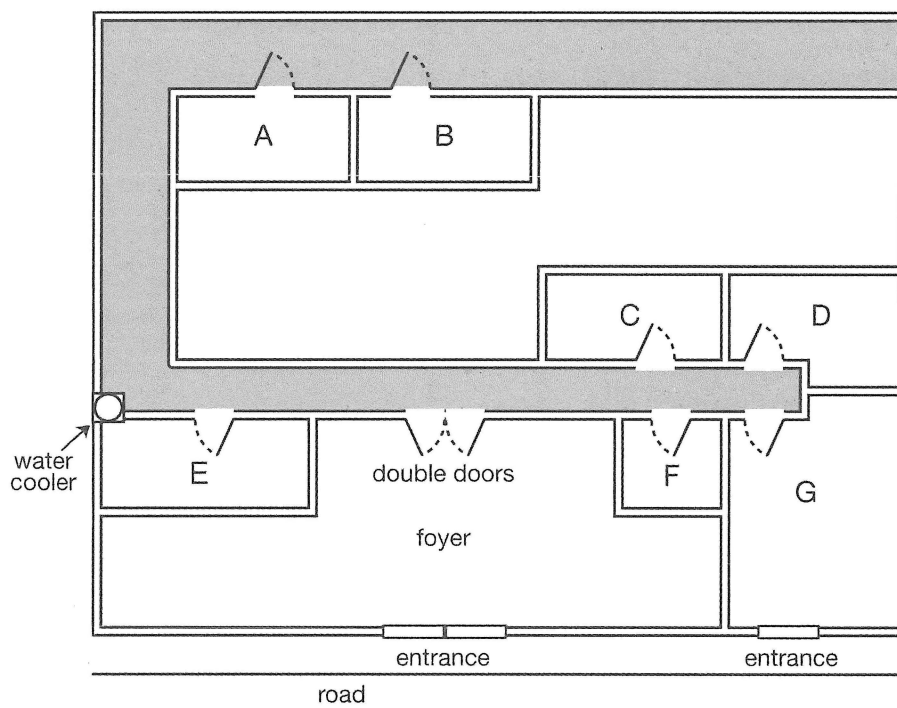 A
B
C
D
water
cooler
E
double doors
F
G
foyer
entrance
entrance
road